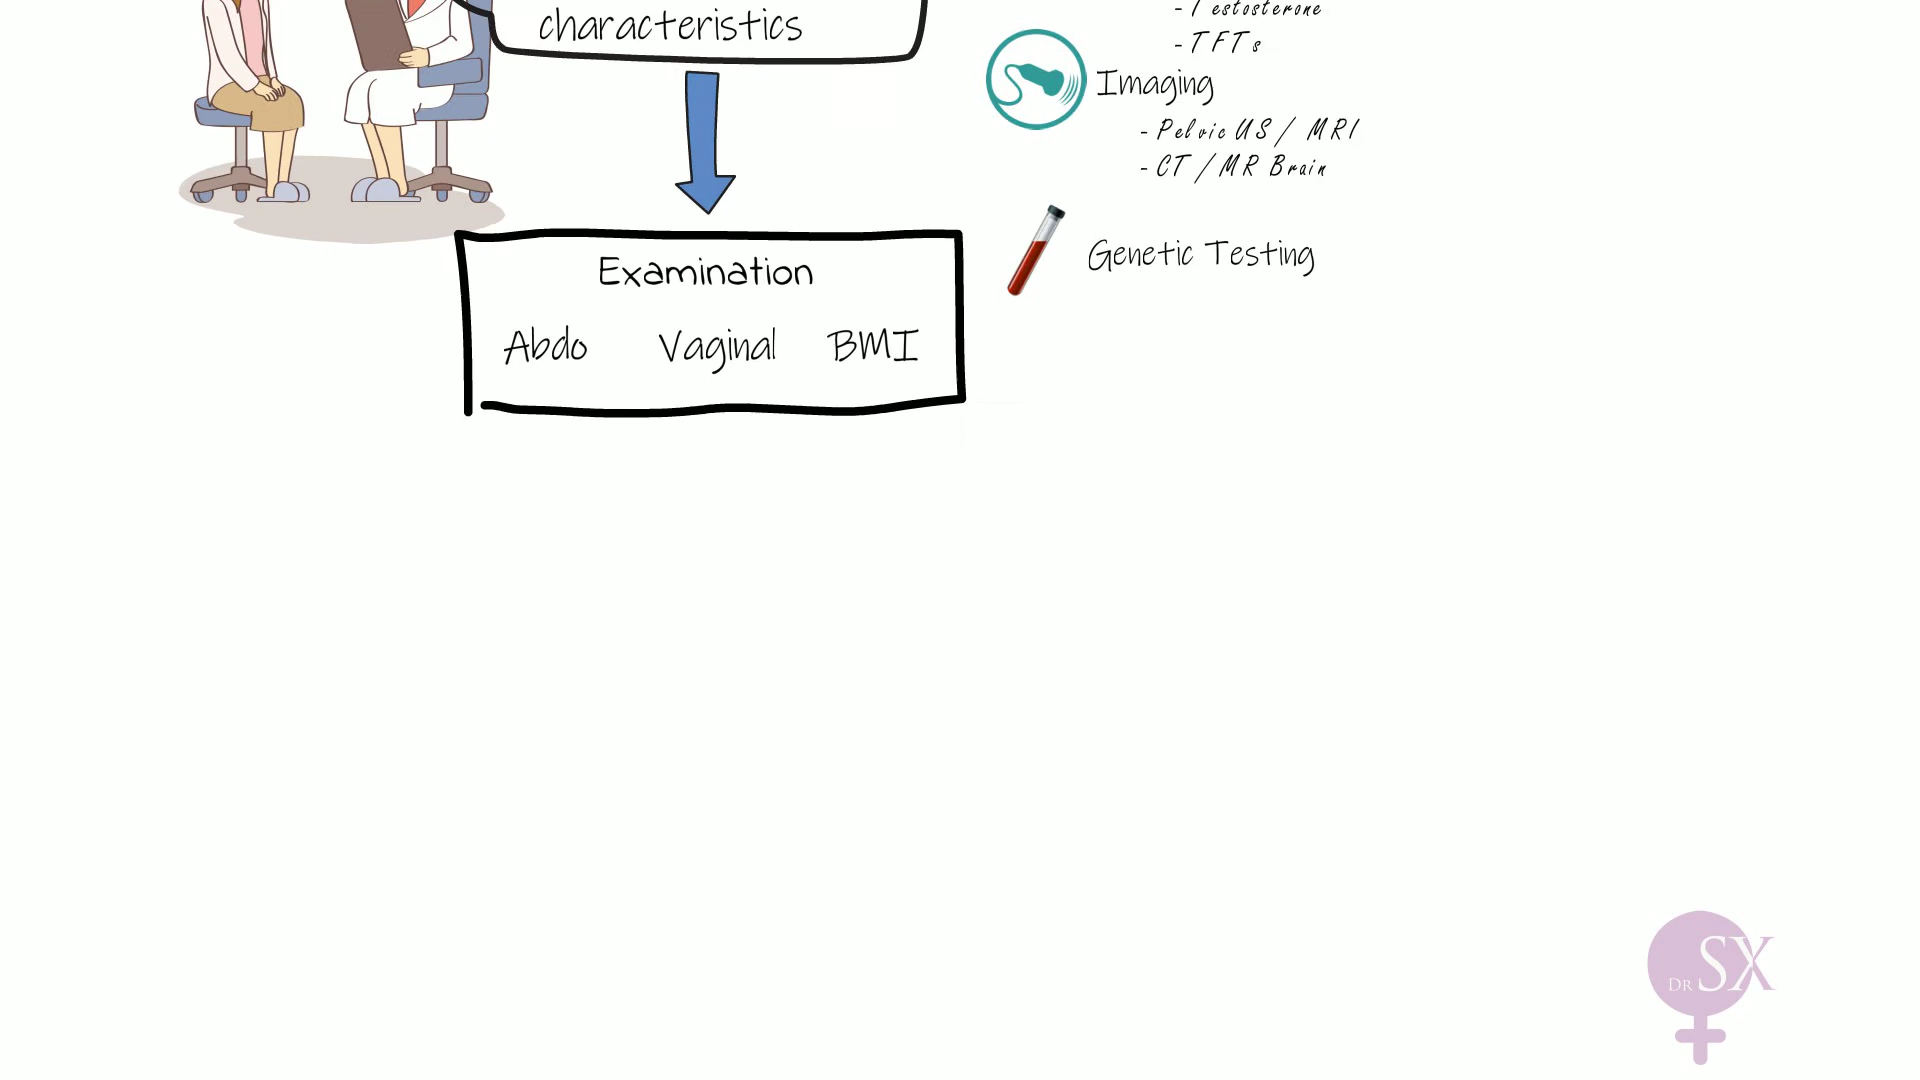 characteristics
Examination
Abdo Vaginal BMI
- Testosterone
- TFTs
Imaging
- Pelvic US / MRI
- CT / MR Brain
Genetic Testing
DR SX